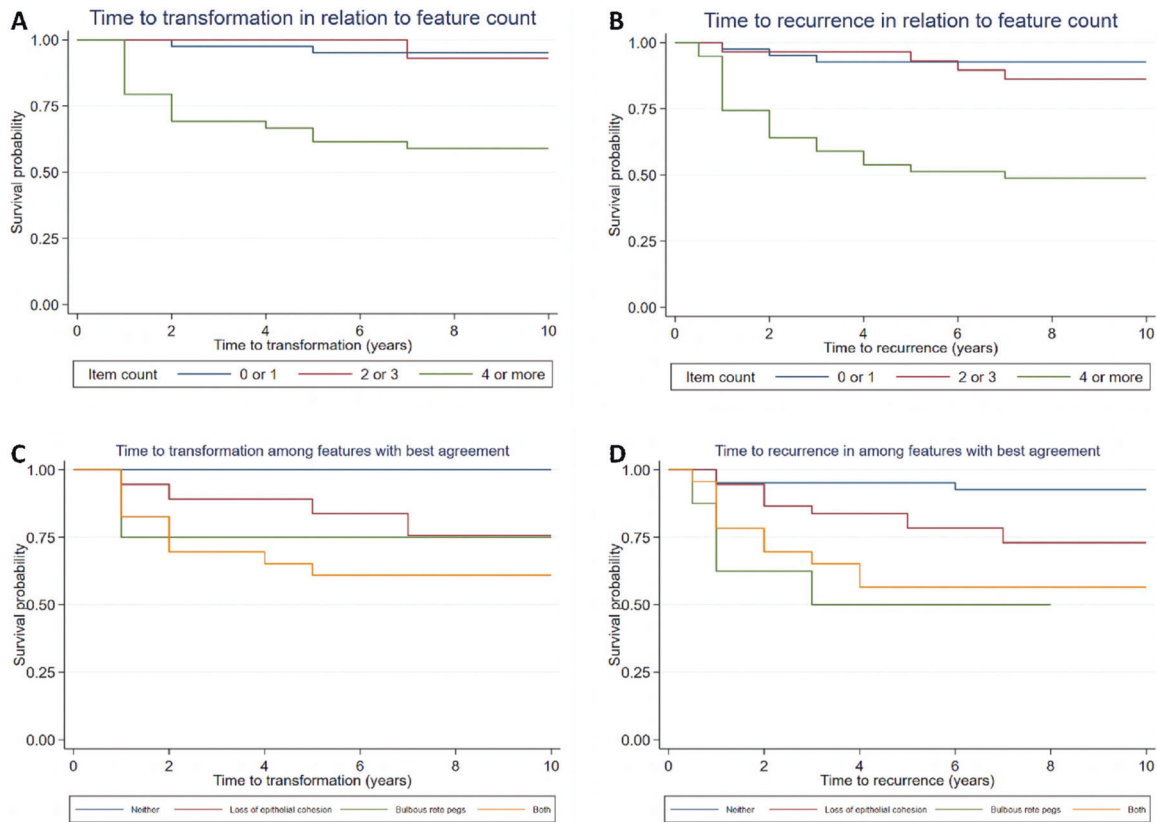 A
Time to transformation in relation to feature count
Survival probability
1.00
0.75
0.50
0.25
0.00
0 2 4 6 8 10
Time to transformation (years)
Item count 0 or 1 2 or 3 4 or more
B
Time to recurrence in relation to feature count
Survival probability
1.00
0.75
0.50
0.25
0.00
0 2 4 6 8 10
Time to recurrence (years)
Item count 0 or 1 2 or 3 4 or more
C
Time to transformation among features with best agreement
Survival probability
1.00
0.75
0.50
0.25
0.00
0 2 4 6 8 10
Time to transformation (years)
Neither Loss of epithelial cohesion Bulbous rete pegs Both
D
Time to recurrence in among features with best agreement
Survival probability
1.00
0.75
0.50
0.25
0.00
0 2 4 6 8 10
Time to recurrence (years)
Neither Loss of epithelial cohesion Bulbous rete pegs Both